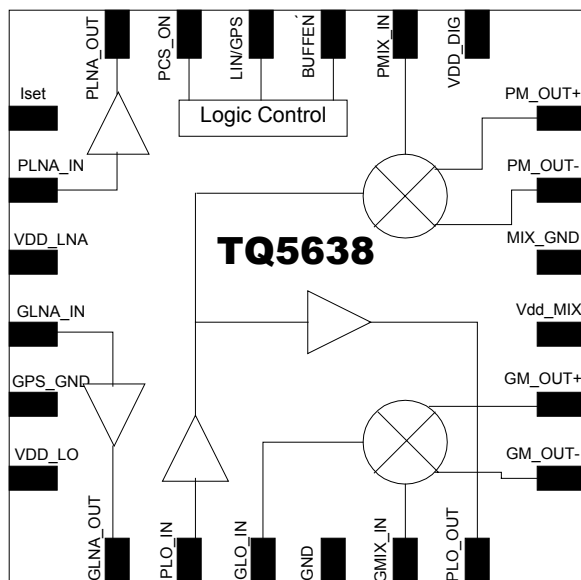 PLNA_OUT
PCS_ON
LIN/GPS
BUFFEN`
PMIX_IN
VDD_DIG
Iset
PLNA_IN
VDD_LNA
GLNA_IN
GPS_GND
VDD_LO
Logic Control
TQ5638
PM_OUT+
PM_OUT-
MIX_GND
Vdd_MIX
GM_OUT+
GM_OUT-
GLNA_OUT
PLO_IN
GLO_IN
GND
GMIX_IN
PLO_OUT